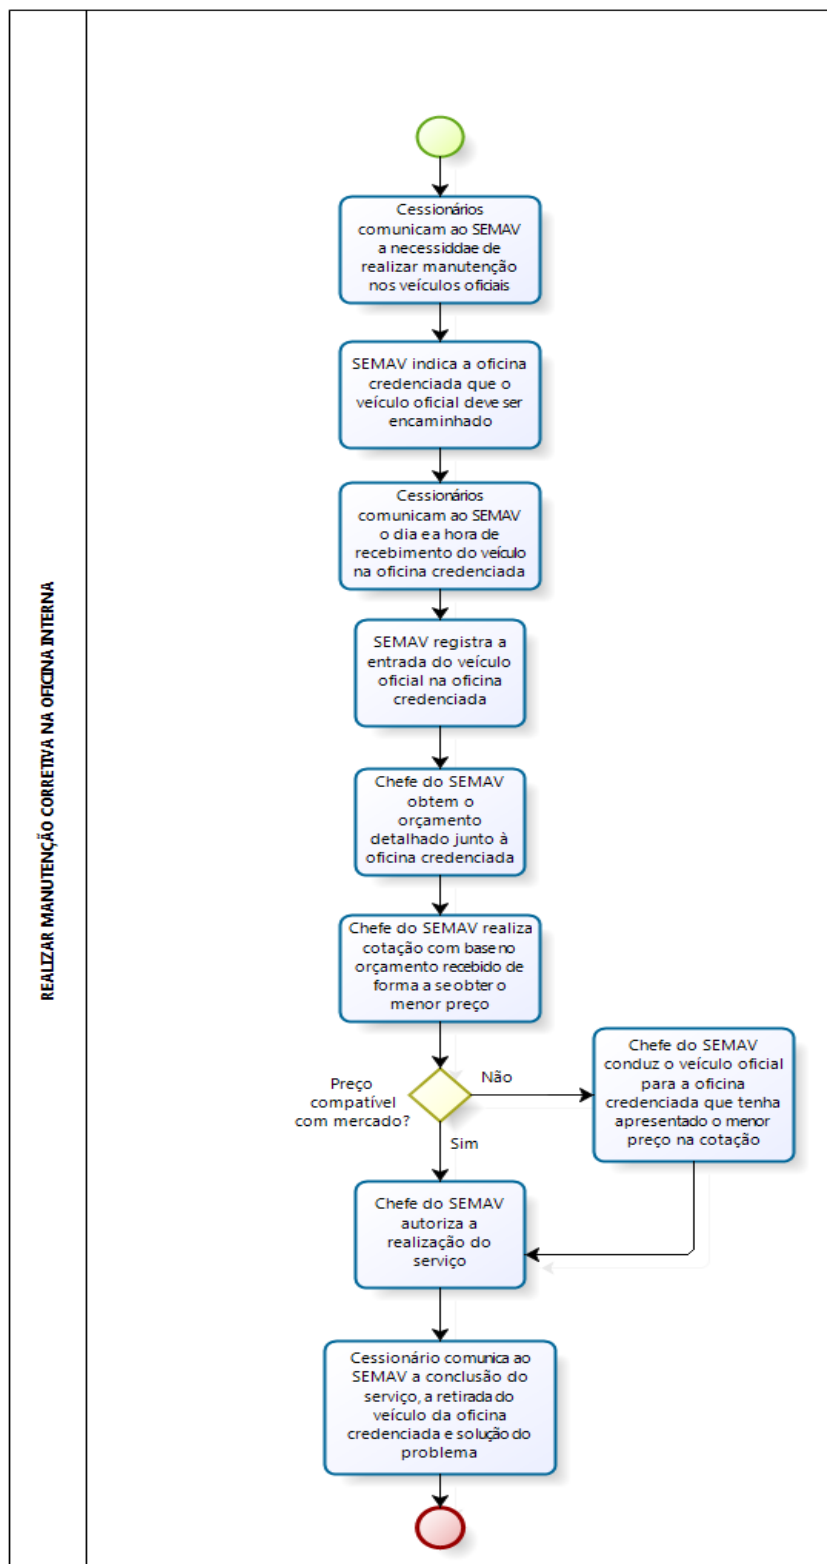 REALIZAR MANUTENÇÃO CORRETIVA NA OFICINA INTERNA
Cessionários
comunicam ao SEMAV
a necessiddae de
realizar manutenção
nos veículos oficiais
SEMAV indica a oficina
credenciada que o
veículo oficial deve ser
encaminhado
Cessionários
comunicam ao SEMAV
o dia e a hora de
recebimento do veículo
na oficina credenciada
SEMAV registra a
entrada do veículo
oficial na oficina
credenciada
Chefe do SEMAV
obtem o
orçamento
detalhado junto à
oficina credenciada
Chefe do SEMAV realiza
cotação com base no
orçamento recebido de
forma a se obter o
menor preço
Preço
compatível
com mercado?
Não
Chefe do SEMAV
conduz o veículo oficial
para a oficina
credenciada que tenha
apresentado o menor
preço na cotação
Sim
Chefe do SEMAV
autoriza a
realização do
serviço
Cessionário comunica ao
SEMAV a conclusão do
serviço, a retirada do
veículo da oficina
credenciada e solução do
problema